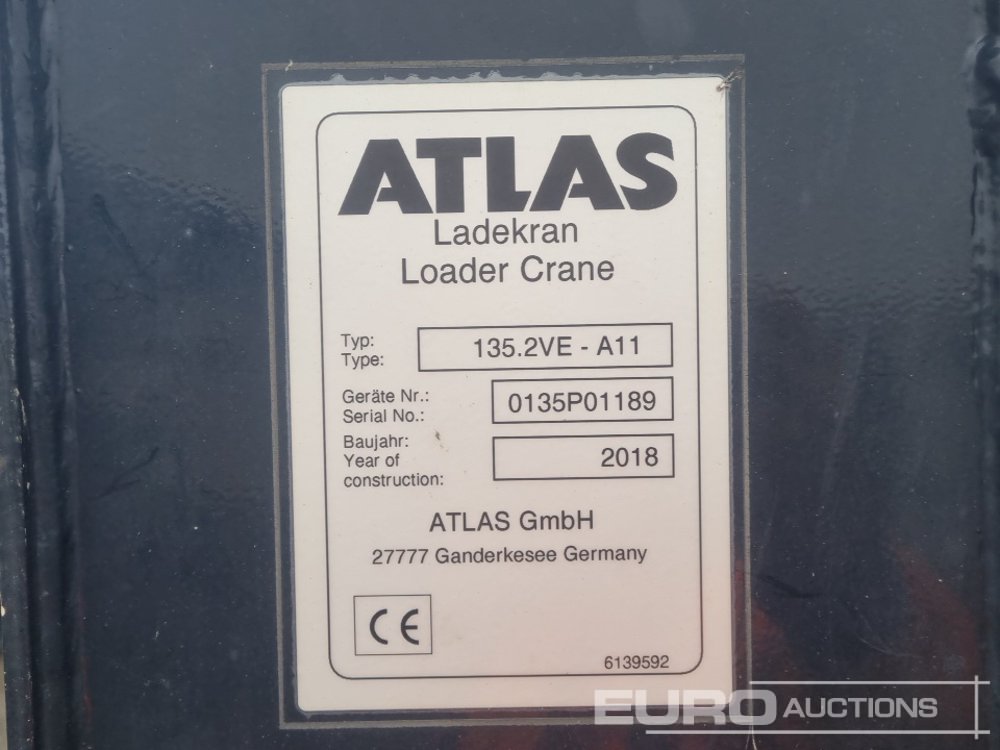 ATLAS
Ladekran
Loader Crane
Typ:
Type: 135.2VE - A11
Geräte Nr.:
Serial No.: 0135P01189
Baujahr:
Year of
construction: 2018
ATLAS GmbH
27777 Ganderkesee Germany
CE
6139592
EURO AUCTIONS